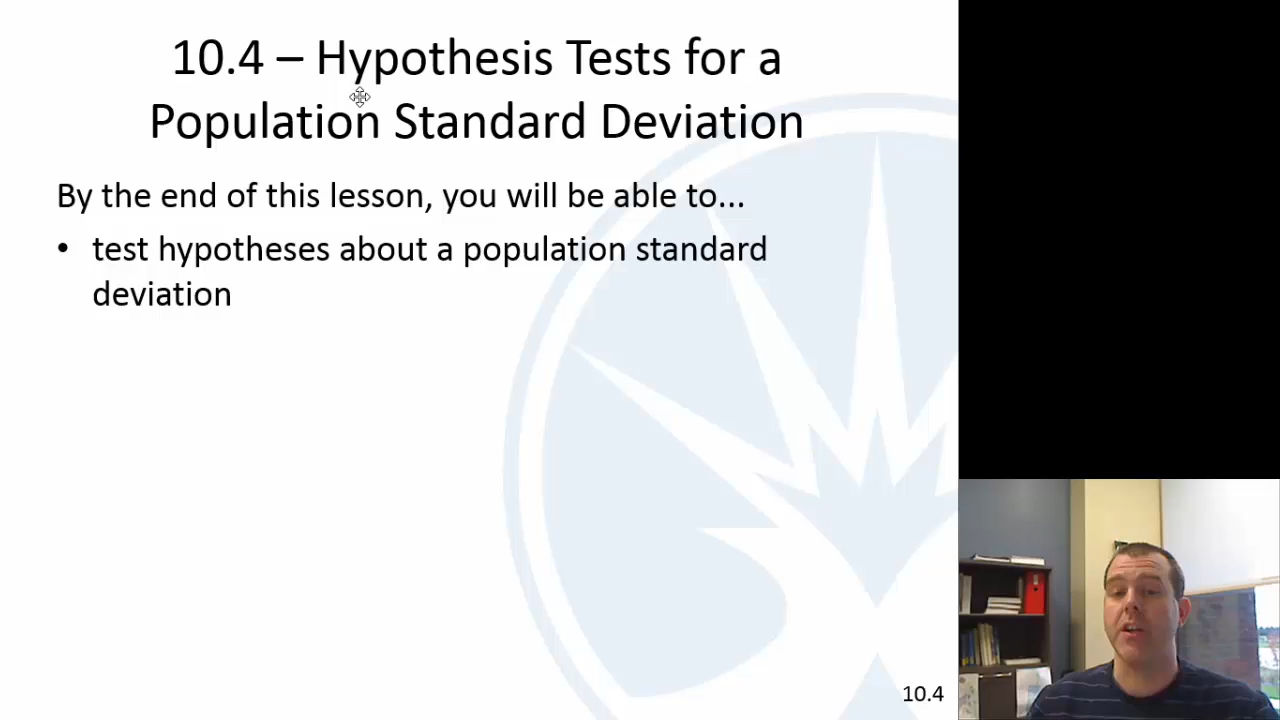 10.4 – Hypothesis Tests for a
Population Standard Deviation
By the end of this lesson, you will be able to...
• test hypotheses about a population standard
deviation
10.4